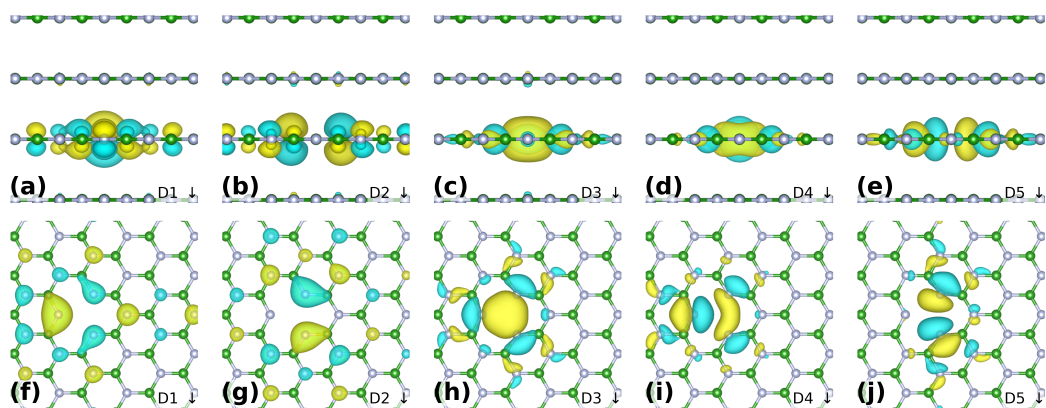 (a) D1 ↓
(b) D2 ↓
(c) D3 ↓
(d) D4 ↓
(e) D5 ↓
(f) D1 ↓
(g) D2 ↓
(h) D3 ↓
(i) D4 ↓
(j) D5 ↓